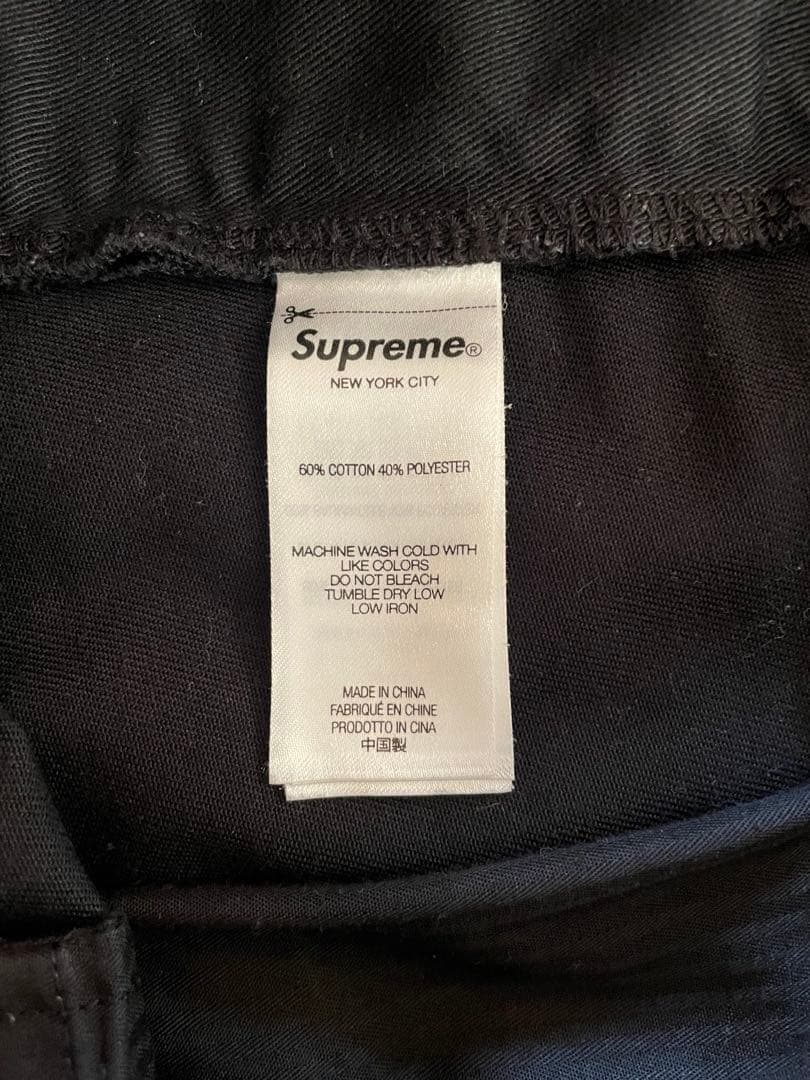 Supreme®
NEW YORK CITY
60% COTTON 40% POLYESTER
MACHINE WASH COLD WITH
LIKE COLORS
DO NOT BLEACH
TUMBLE DRY LOW
LOW IRON
MADE IN CHINA
FABRIQUÉ EN CHINE
PRODOTTO IN CINA
中国製